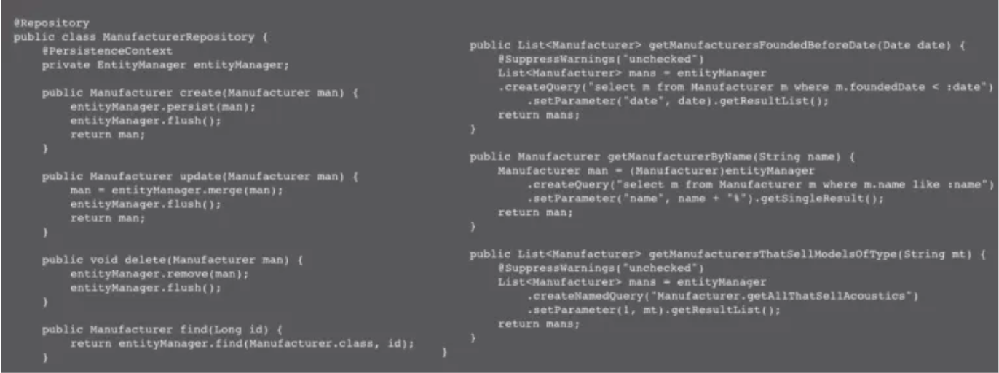 @Repository
public class ManufacturerRepository {
@PersistenceContext
private EntityManager entityManager;
public Manufacturer create(Manufacturer man) {
entityManager.persist(man);
entityManager.flush();
return man;
}
public Manufacturer update(Manufacturer man) {
man = entityManager.merge(man);
entityManager.flush();
return man;
}
public void delete(Manufacturer man) {
entityManager.remove(man);
entityManager.flush();
}
public Manufacturer find(Long id) {
return entityManager.find(Manufacturer.class, id);
}
public List<Manufacturer> getManufacturersFoundedBeforeDate(Date date) {
@SuppressWarnings("unchecked")
List<Manufacturer> mans = entityManager
.createQuery("select m from Manufacturer m where m.foundedDate < :date")
.setParameter("date", date).getResultList();
return mans;
}
public Manufacturer getManufacturerByName(String name) {
Manufacturer man = (Manufacturer)entityManager
.createQuery("select m from Manufacturer m where m.name like :name")
.setParameter("name", name + "%").getSingleResult();
return man;
}
public List<Manufacturer> getManufacturersThatSellModelsOfType(String mt) {
@SuppressWarnings("unchecked")
List<Manufacturer> mans = entityManager
.createNamedQuery("Manufacturer.getAllThatSellAcoustics")
.setParameter(1, mt).getResultList();
return mans;
}
}